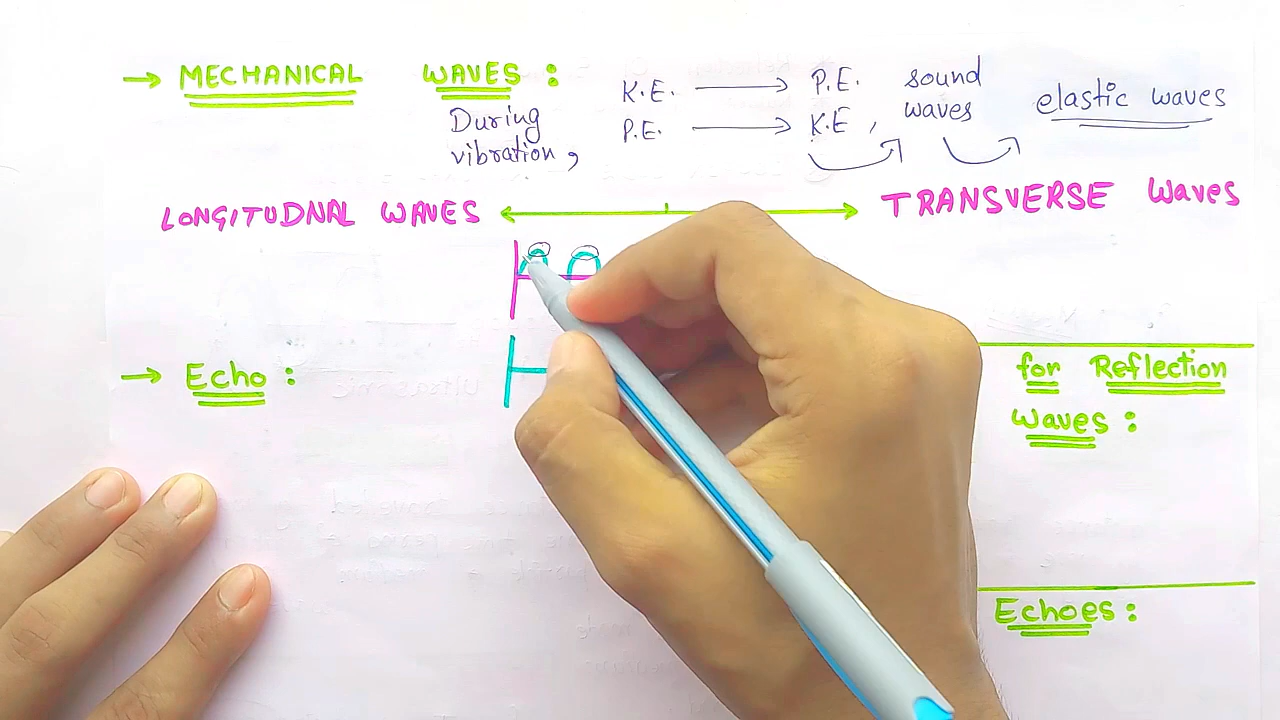 → MECHANICAL WAVES :
During vibration,
K.E. → P.E.
P.E. → K.E ,
sound waves
elastic waves
LONGITUDNAL WAVES ↔ TRANSVERSE Waves
→ Echo :
for Reflection
Waves :
Echoes :